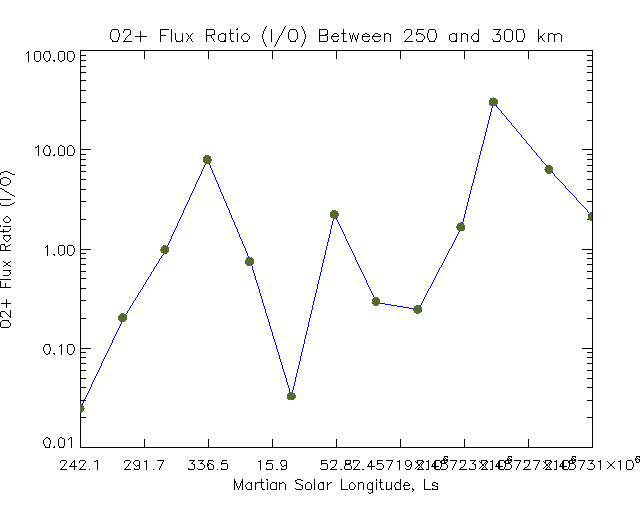 O2+ Flux Ratio (I/O) Between 250 and 300 km
100.00
10.00
1.00
0.10
0.01
O2+ Flux Ratio (I/O)
242.1 291.7 336.5 15.9 52.8
Martian Solar Longitude, Ls